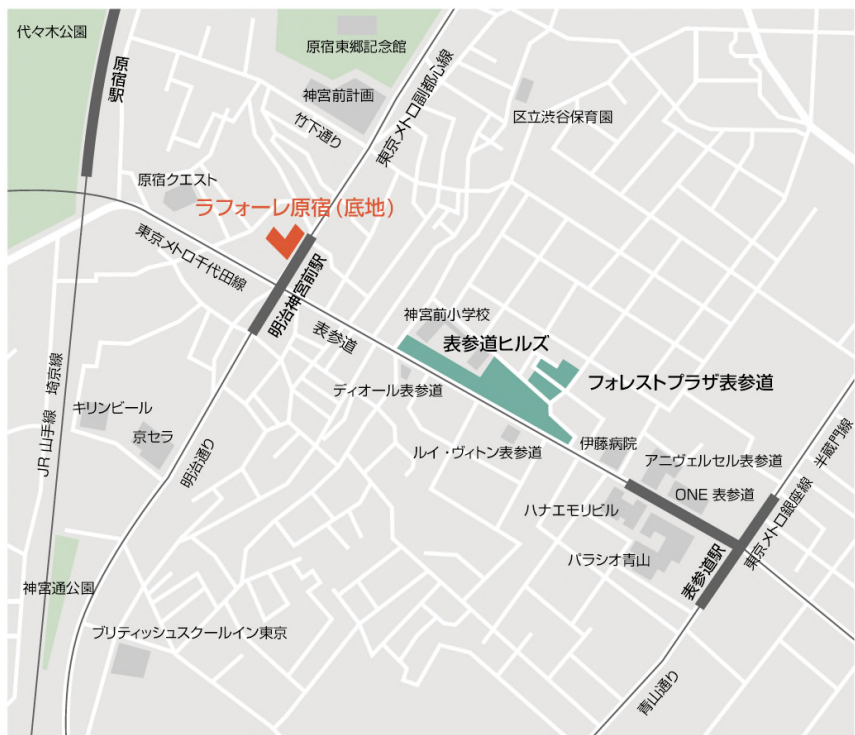 代々木公園
原宿駅
原宿東郷記念館
神宮前計画
竹下通り
東京メトロ副都心線
区立渋谷保育園
原宿クエスト
ラフォーレ原宿(底地)
東京メトロ千代田線
明治神宮前駅
表参道
神宮前小学校
表参道ヒルズ
フォレストプラザ表参道
ディオール表参道
JR山手線 埼京線
キリンビール
京セラ
明治通り
ルイ・ヴィトン表参道
伊藤病院
アニヴェルセル表参道
ONE 表参道
ハナエモリビル
パラシオ青山
表参道駅
東京メトロ銀座線 半蔵門線
神宮通公園
ブリティッシュスクールイン東京
青山通り